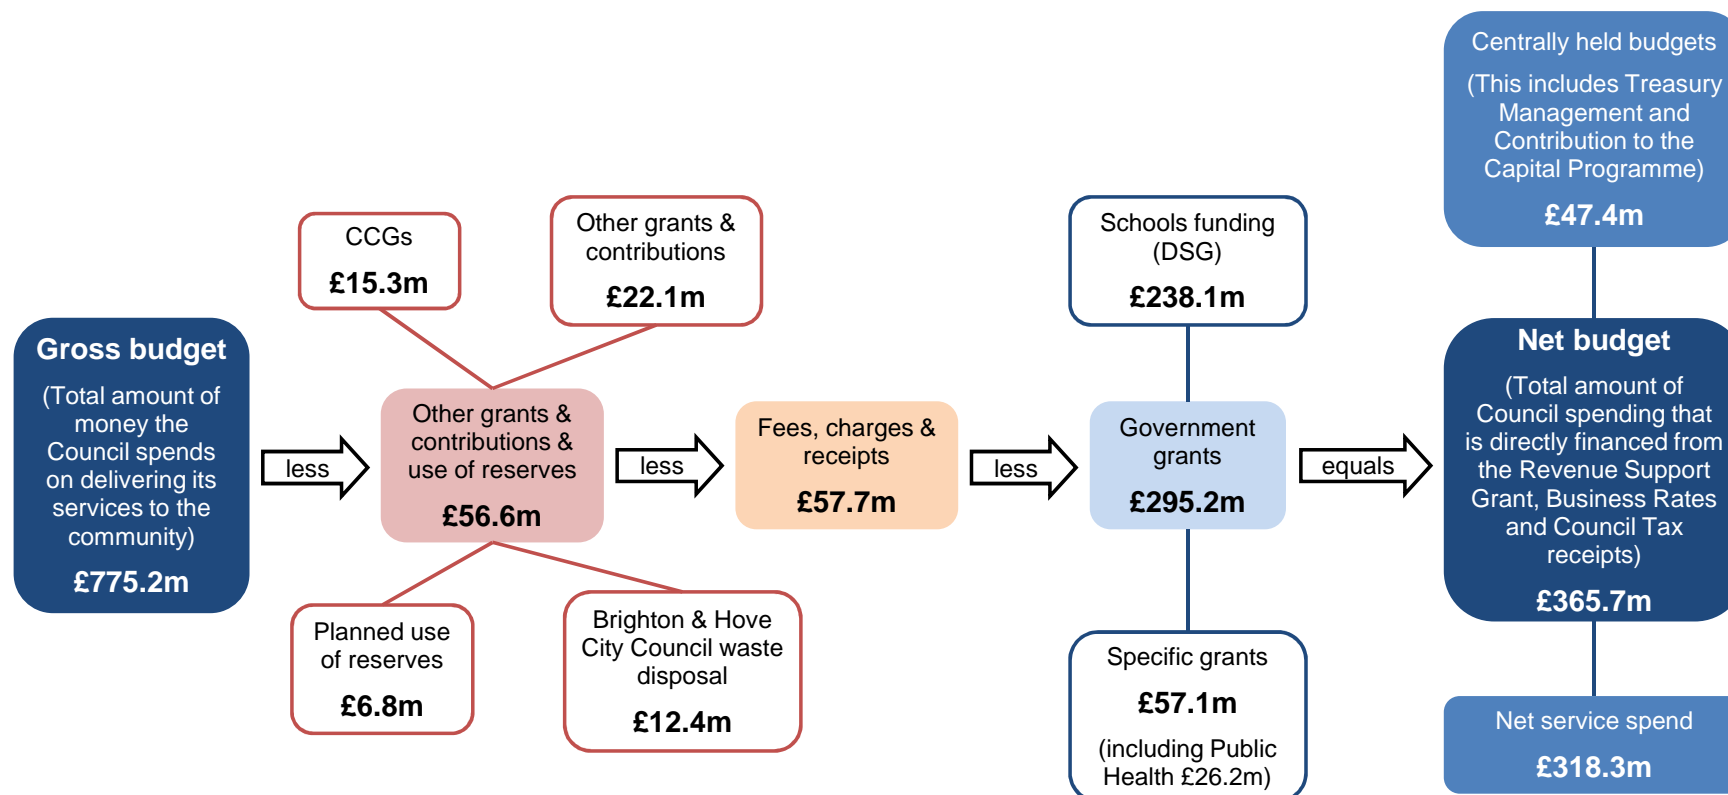 Gross budget
(Total amount of
money the
Council spends
on delivering its
services to the
community)
£775.2m
less
CCGs
£15.3m
Other grants &
contributions
£22.1m
Other grants &
contributions &
use of reserves
£56.6m
Planned use
of reserves
£6.8m
Brighton & Hove
City Council waste
disposal
£12.4m
less
Fees, charges &
receipts
£57.7m
less
Schools funding
(DSG)
£238.1m
Government
grants
£295.2m
Specific grants
£57.1m
(including Public
Health £26.2m)
equals
Centrally held budgets
(This includes Treasury
Management and
Contribution to the
Capital Programme)
£47.4m
Net budget
(Total amount of
Council spending that
is directly financed from
the Revenue Support
Grant, Business Rates
and Council Tax
receipts)
£365.7m
Net service spend
£318.3m